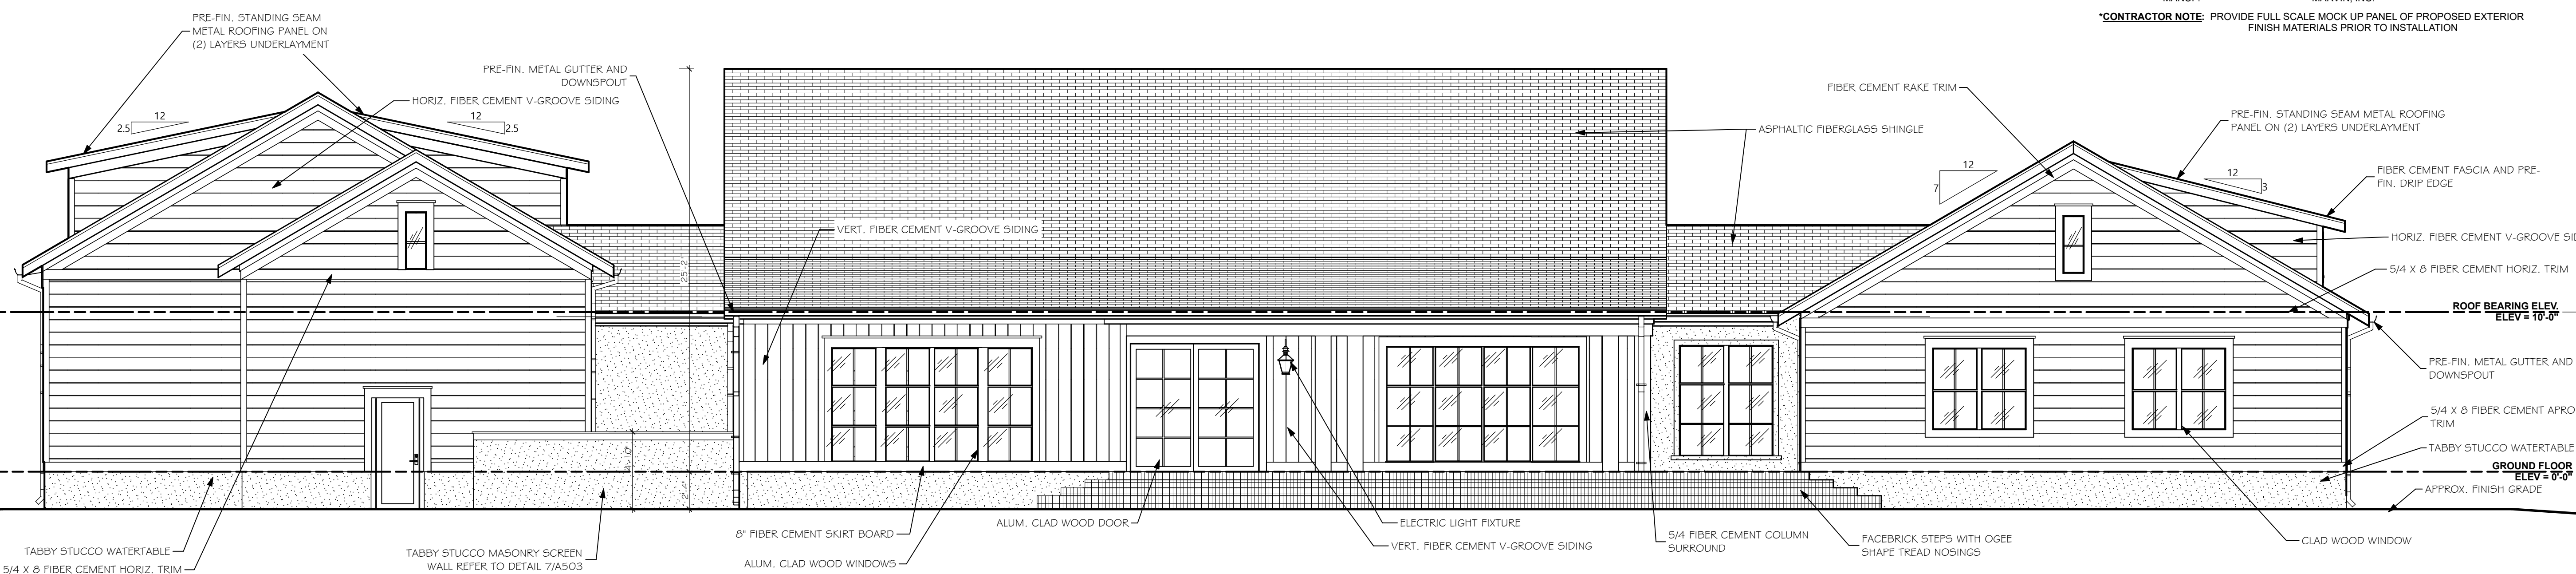 MARVIN, INC.
*CONTRACTOR NOTE: PROVIDE FULL SCALE MOCK UP PANEL OF PROPOSED EXTERIOR
FINISH MATERIALS PRIOR TO INSTALLATION
PRE-FIN. STANDING SEAM
METAL ROOFING PANEL ON
(2) LAYERS UNDERLAYMENT
PRE-FIN. METAL GUTTER AND
DOWNSPOUT
HORIZ. FIBER CEMENT V-GROOVE SIDING
12
2.5
12
2.5
FIBER CEMENT RAKE TRIM
ASPHALTIC FIBERGLASS SHINGLE
PRE-FIN. STANDING SEAM METAL ROOFING
PANEL ON (2) LAYERS UNDERLAYMENT
12
7
12
3
FIBER CEMENT FASCIA AND PRE-
FIN. DRIP EDGE
VERT. FIBER CEMENT V-GROOVE SIDING
25'-2"
HORIZ. FIBER CEMENT V-GROOVE SID
5/4 X 8 FIBER CEMENT HORIZ. TRIM
ROOF BEARING ELEV.
ELEV = 10'-0"
PRE-FIN. METAL GUTTER AND
DOWNSPOUT
5/4 X 8 FIBER CEMENT APRO
TRIM
TABBY STUCCO WATERTABLE
GROUND FLOOR
ELEV = 0'-0"
APPROX. FINISH GRADE
4'-10"
2'-4"
TABBY STUCCO WATERTABLE
5/4 X 8 FIBER CEMENT HORIZ. TRIM
TABBY STUCCO MASONRY SCREEN
WALL REFER TO DETAIL 7/A503
8" FIBER CEMENT SKIRT BOARD
ALUM. CLAD WOOD WINDOWS
ALUM. CLAD WOOD DOOR
ELECTRIC LIGHT FIXTURE
VERT. FIBER CEMENT V-GROOVE SIDING
5/4 FIBER CEMENT COLUMN
SURROUND
FACEBRICK STEPS WITH OGEE
SHAPE TREAD NOSINGS
CLAD WOOD WINDOW